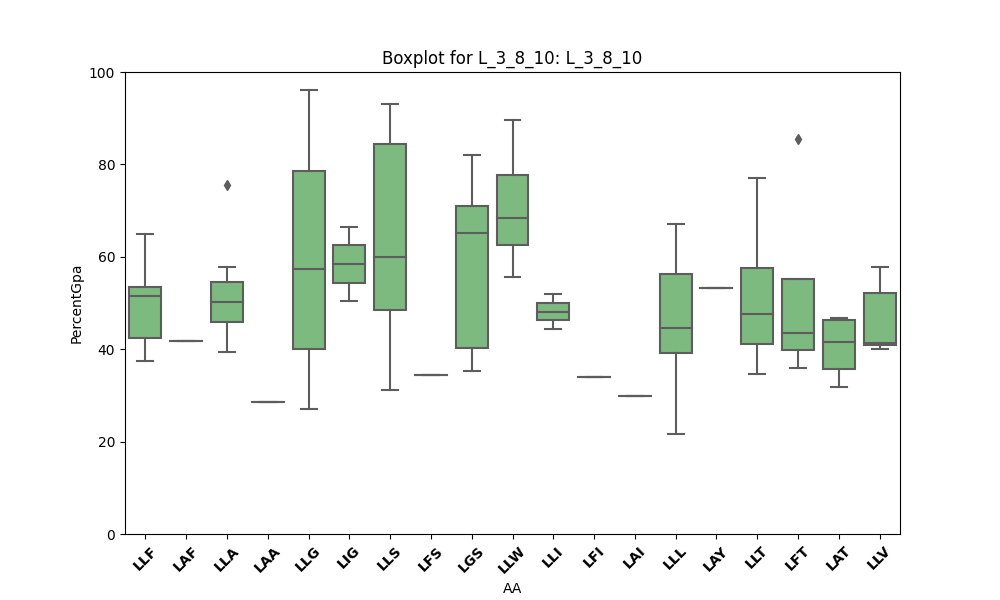 Boxplot for L_3_8_10: L_3_8_10
100
80
60
40
20
0
PercentGpa
LLF LAF LLA LAA LLG LIG LLS LFS LGS LLW LLI LFI LAI LLL LAY LLT LFT LAT LLV
AA